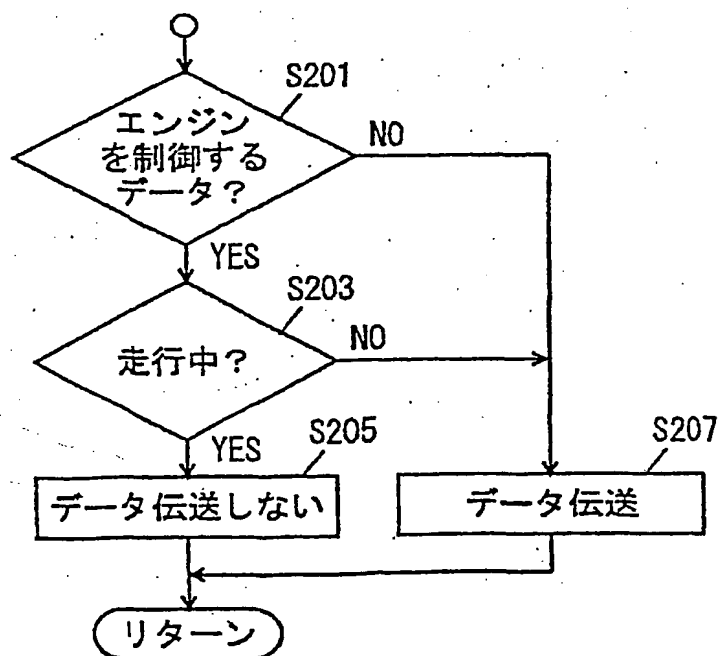 S201
エンジン
を制御する
データ?
NO
YES
S203
走行中?
NO
YES
S205
データ伝送しない
S207
データ伝送
リターン